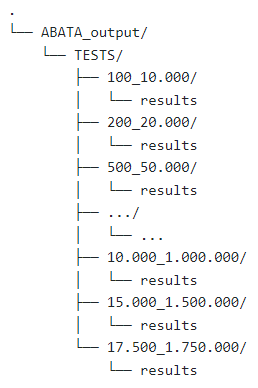 .
└── ABATA_output/
    └── TESTS/
        ├── 100_10.000/
        │   └── results
        ├── 200_20.000/
        │   └── results
        ├── 500_50.000/
        │   └── results
        ├── .../
        │   └── ...
        ├── 10.000_1.000.000/
        │   └── results
        ├── 15.000_1.500.000/
        │   └── results
        └── 17.500_1.750.000/
            └── results